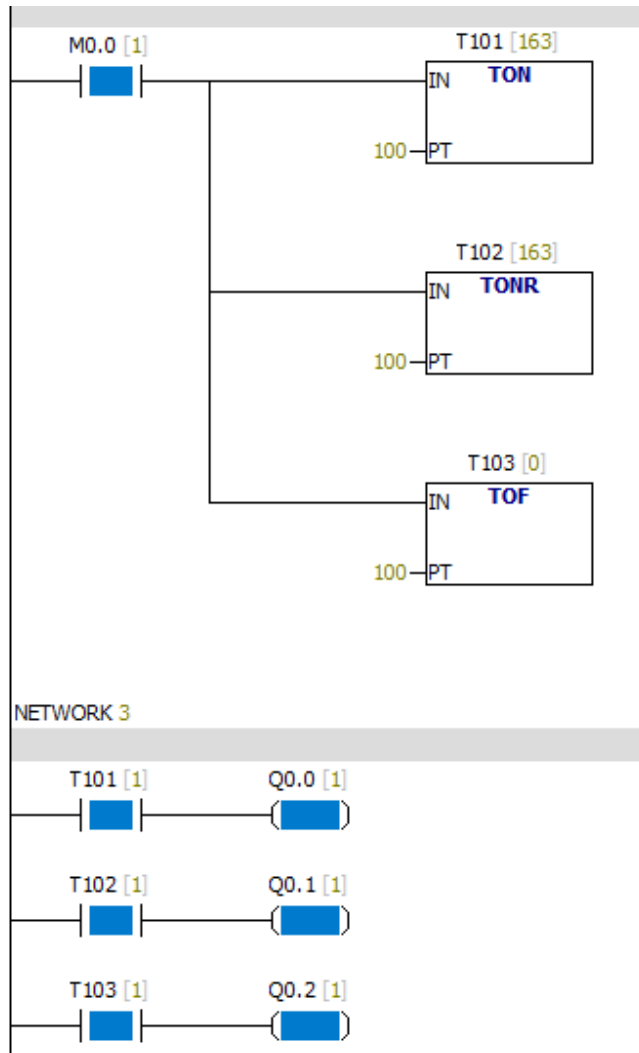 M0.0 [1] T101 [163]
IN TON
100 PT
T102 [163]
IN TONR
100 PT
T103 [0]
IN TOF
100 PT
NETWORK 3
T101 [1] Q0.0 [1]
T102 [1] Q0.1 [1]
T103 [1] Q0.2 [1]